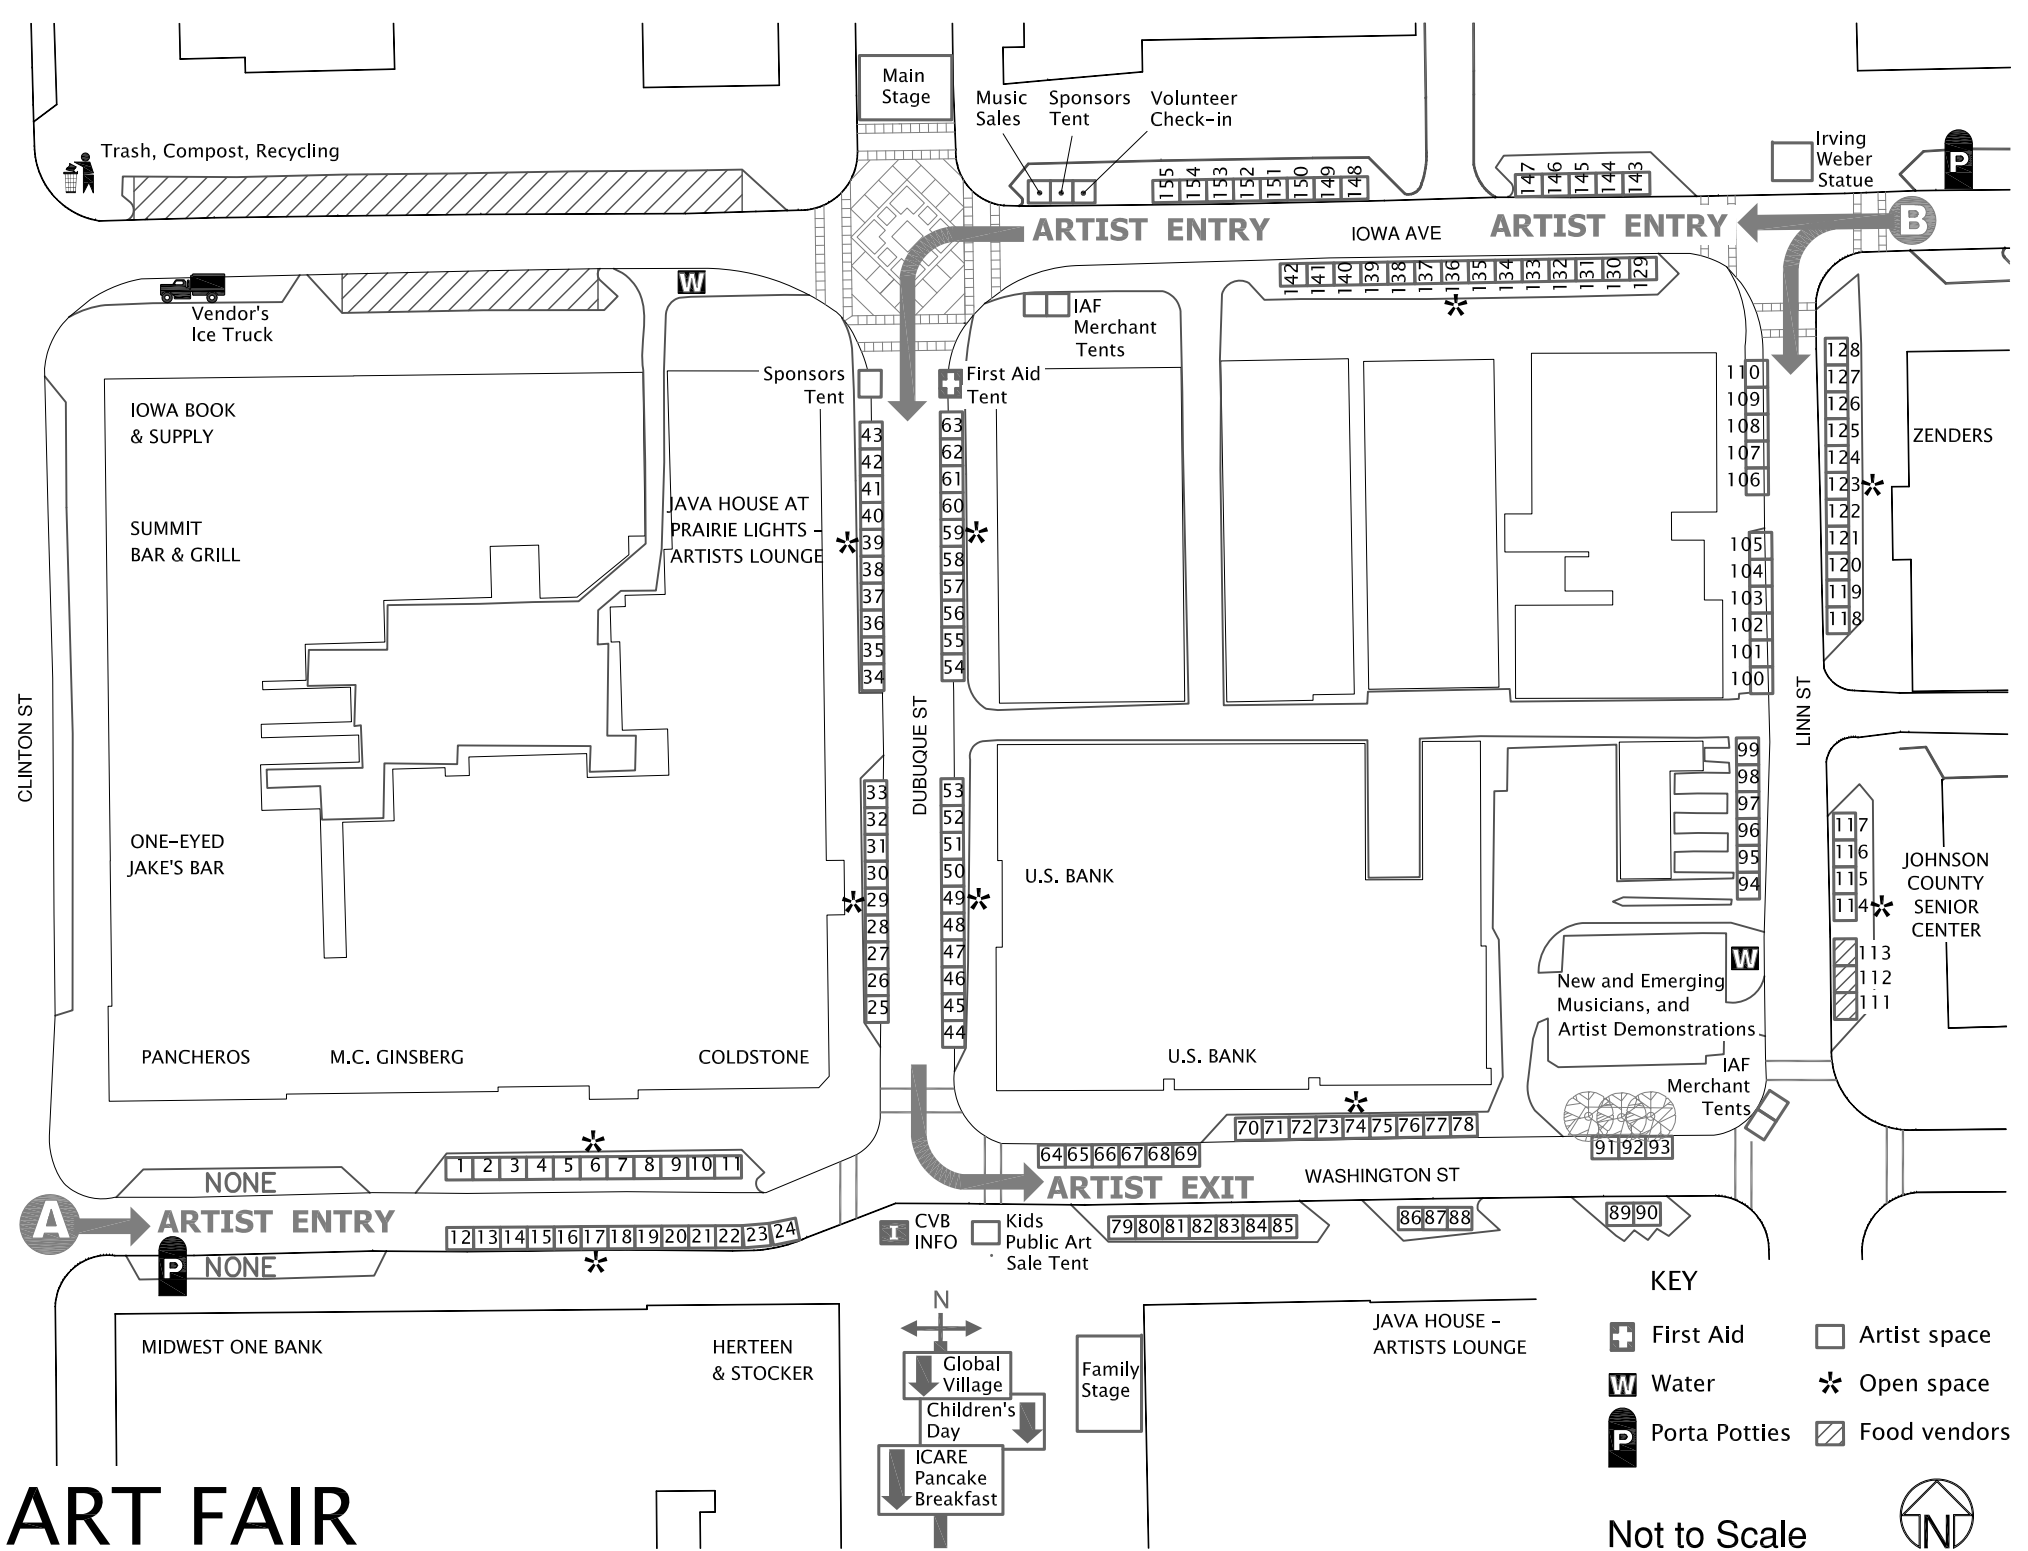 Main
Stage
Music
Sales
Sponsors
Tent
Volunteer
Check-in
Trash, Compost, Recycling
155 154 153 152 151 150 149 148
147 146 145 144 143
Irving
Weber
Statue
P
ARTIST ENTRY
IOWA AVE
ARTIST ENTRY
B
W
Vendor's
Ice Truck
142 141 140 139 138 137 136 135 134 133 132 131 130 129
*
IAF
Merchant
Tents
Sponsors
Tent
First Aid
Tent
IOWA BOOK
& SUPPLY
SUMMIT
BAR & GRILL
JAVA HOUSE AT
PRAIRIE LIGHTS -
ARTISTS LOUNGE
43
42
41
40
* 39
38
37
36
35
34
63
62
61
60
59 *
58
57
56
55
54
110
109
108
107
106
105
104
103
102
101
100
128
127
126
125
124
123 *
122
121
120
119
118
ZENDERS
CLINTON ST
DUBUQUE ST
LINN ST
ONE-EYED
JAKE'S BAR
33
32
31
30
* 29
28
27
26
25
53
52
51
50
49 *
48
47
46
45
44
U.S. BANK
99
98
97
96
95
94
117
116
115
114 *
113
112
111
JOHNSON
COUNTY
SENIOR
CENTER
W
New and Emerging
Musicians, and
Artist Demonstrations
IAF
Merchant
Tents
PANCHEROS
M.C. GINSBERG
COLDSTONE
U.S. BANK
*
70 71 72 73 74 75 76 77 78
64 65 66 67 68 69
91 92 93
*
1 2 3 4 5 6 7 8 9 10 11
NONE
A
ARTIST ENTRY
12 13 14 15 16 17 18 19 20 21 22 23 24
*
P
NONE
ARTIST EXIT
WASHINGTON ST
I
CVB
INFO
Kids
Public Art
Sale Tent
79 80 81 82 83 84 85
86 87 88
89 90
MIDWEST ONE BANK
HERTEEN
& STOCKER
N
Global
Village
Children's
Day
ICARE
Pancake
Breakfast
Family
Stage
JAVA HOUSE -
ARTISTS LOUNGE
KEY
First Aid
Artist space
W Water
* Open space
P Porta Potties
Food vendors
ART FAIR
Not to Scale
N